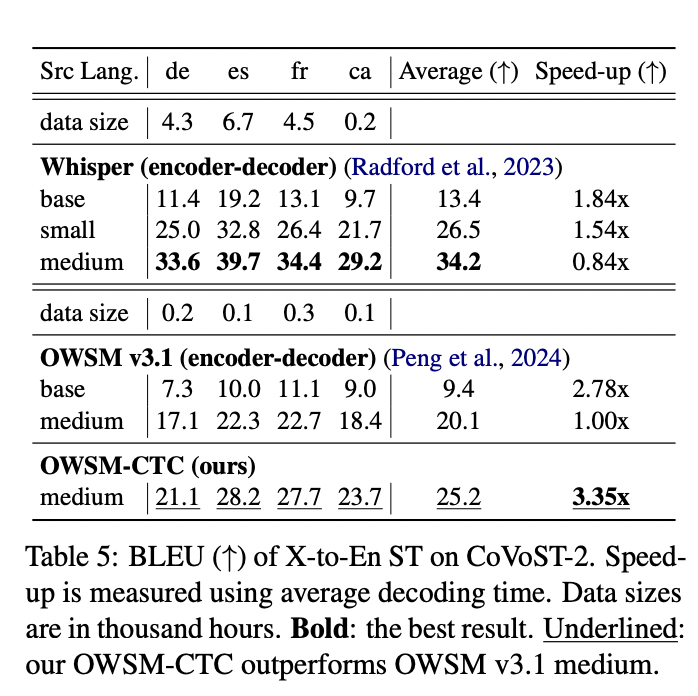 Src Lang. de es fr ca Average (↑) Speed-up (↑)
data size 4.3 6.7 4.5 0.2
Whisper (encoder-decoder) (Radford et al., 2023)
base 11.4 19.2 13.1 9.7 13.4 1.84x
small 25.0 32.8 26.4 21.7 26.5 1.54x
medium 33.6 39.7 34.4 29.2 34.2 0.84x
data size 0.2 0.1 0.3 0.1
OWSM v3.1 (encoder-decoder) (Peng et al., 2024)
base 7.3 10.0 11.1 9.0 9.4 2.78x
medium 17.1 22.3 22.7 18.4 20.1 1.00x
OWSM-CTC (ours)
medium 21.1 28.2 27.7 23.7 25.2 3.35x
Table 5: BLEU (↑) of X-to-En ST on CoVoST-2. Speed-
up is measured using average decoding time. Data sizes
are in thousand hours. Bold: the best result. Underlined:
our OWSM-CTC outperforms OWSM v3.1 medium.